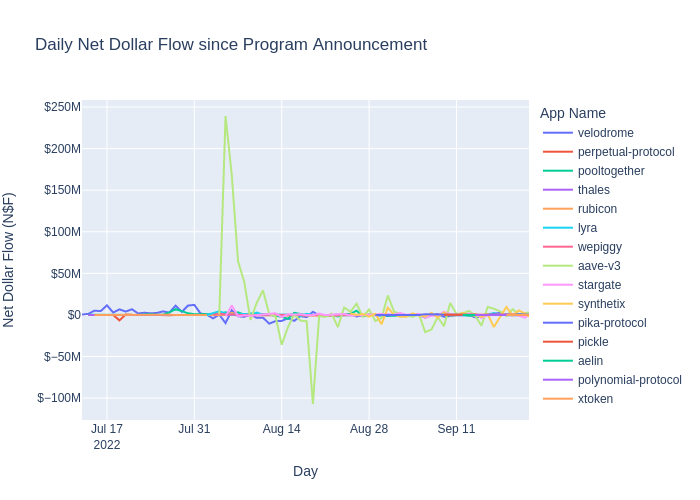 Daily Net Dollar Flow since Program Announcement
Net Dollar Flow (N$F)
$250M
$200M
$150M
$100M
$50M
$0
$−50M
$−100M
Jul 17
2022
Jul 31
Aug 14
Aug 28
Sep 11
Day
App Name
velodrome
perpetual-protocol
pooltogether
thales
rubicon
lyra
wepiggy
aave-v3
stargate
synthetix
pika-protocol
pickle
aelin
polynomial-protocol
xtoken